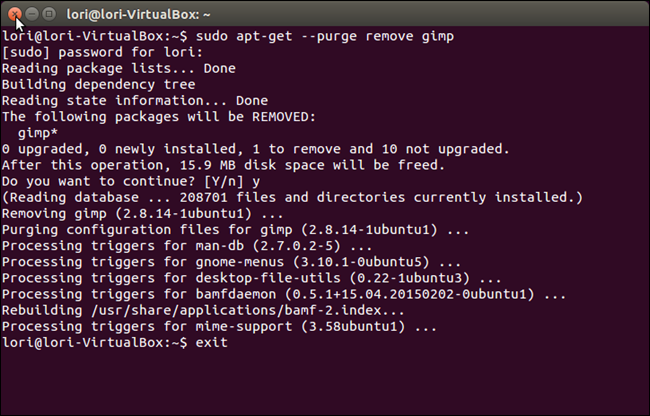 lori@lori-VirtualBox: ~
lori@lori-VirtualBox:~$ sudo apt-get --purge remove gimp
[sudo] password for lori:
Reading package lists... Done
Building dependency tree
Reading state information... Done
The following packages will be REMOVED:
  gimp*
0 upgraded, 0 newly installed, 1 to remove and 10 not upgraded.
After this operation, 15.9 MB disk space will be freed.
Do you want to continue? [Y/n] y
(Reading database ... 208701 files and directories currently installed.)
Removing gimp (2.8.14-1ubuntu1) ...
Purging configuration files for gimp (2.8.14-1ubuntu1) ...
Processing triggers for man-db (2.7.0.2-5) ...
Processing triggers for gnome-menus (3.10.1-0ubuntu5) ...
Processing triggers for desktop-file-utils (0.22-1ubuntu3) ...
Processing triggers for bamfdaemon (0.5.1+15.04.20150202-0ubuntu1) ...
Rebuilding /usr/share/applications/bamf-2.index...
Processing triggers for mime-support (3.58ubuntu1) ...
lori@lori-VirtualBox:~$ exit